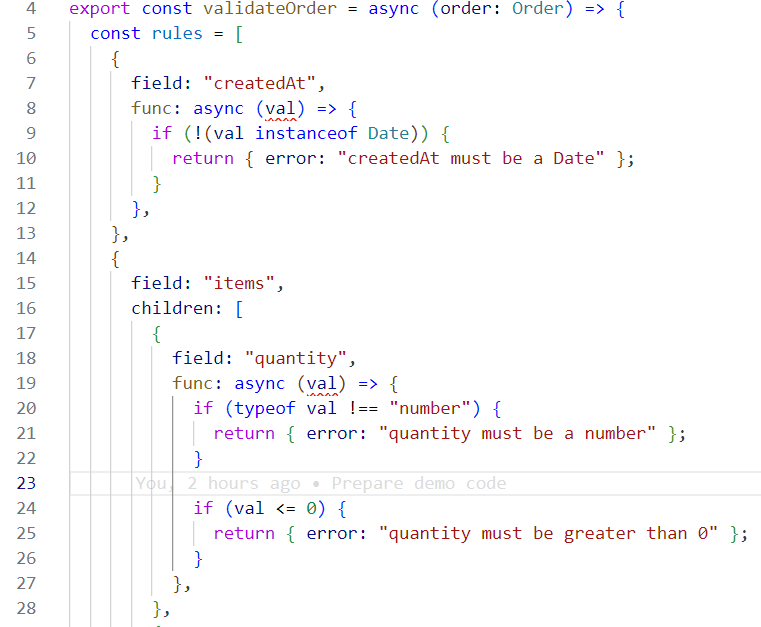 4 export const validateOrder = async (order: Order) => {
5 const rules = [
6 {
7 field: "createdAt",
8 func: async (val) => {
9 if (!(val instanceof Date)) {
10 return { error: "createdAt must be a Date" };
11 }
12 },
13 },
14 {
15 field: "items",
16 children: [
17 {
18 field: "quantity",
19 func: async (val) => {
20 if (typeof val !== "number") {
21 return { error: "quantity must be a number" };
22 }
23 You, 2 hours ago • Prepare demo code
24 if (val <= 0) {
25 return { error: "quantity must be greater than 0" };
26 }
27 },
28 },